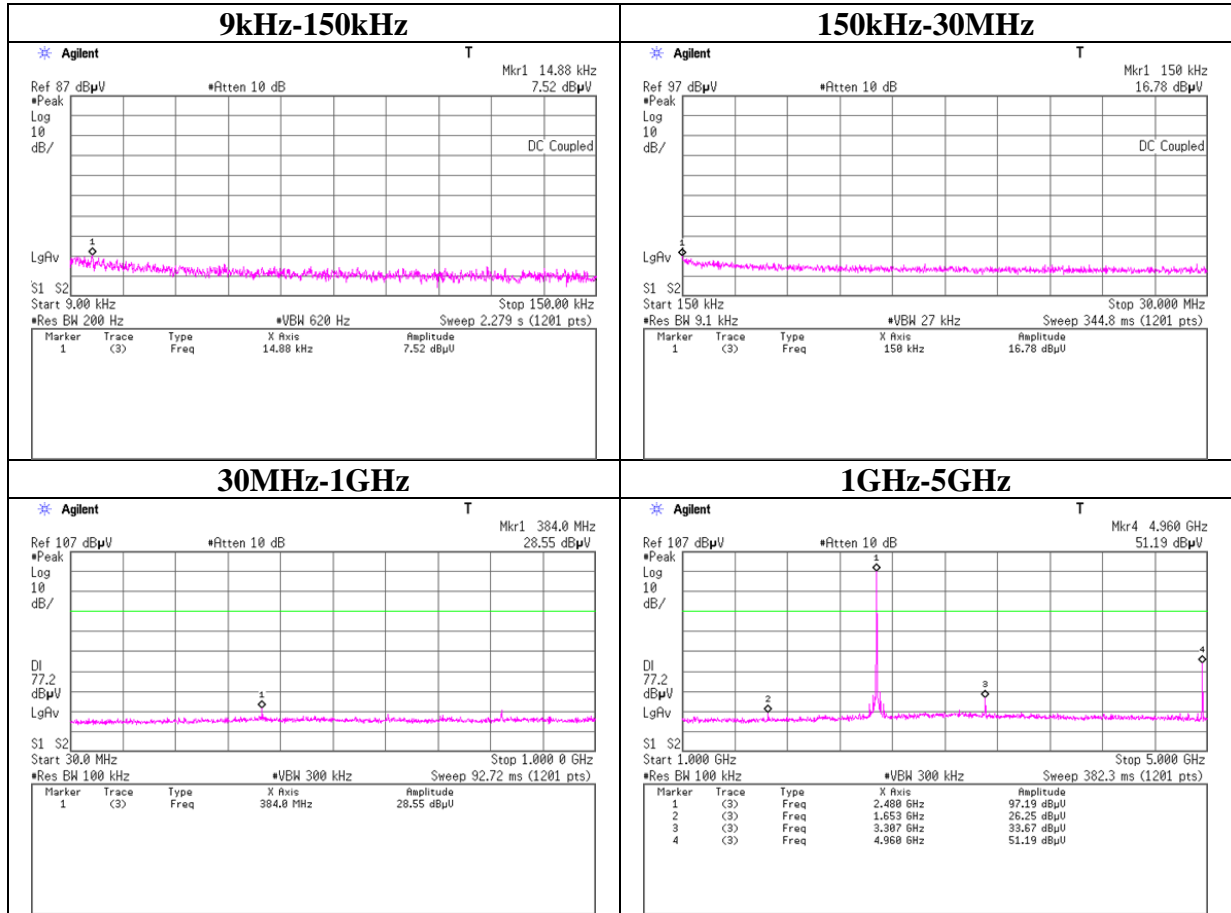 9kHz-150kHz
Agilent T
Mkr1 14.88 kHz
Ref 87 dBµV #Atten 10 dB 7.52 dBµV
#Peak
Log
10
dB/
DC Coupled
1
LgAv
S1 S2
Start 9.00 kHz Stop 150.00 kHz
#Res BW 200 Hz #VBW 620 Hz Sweep 2.279 s (1201 pts)
Marker Trace Type X Axis Amplitude
1 (3) Freq 14.88 kHz 7.52 dBµV
150kHz-30MHz
Agilent T
Mkr1 150 kHz
Ref 97 dBµV #Atten 10 dB 16.78 dBµV
#Peak
Log
10
dB/
DC Coupled
1
LgAv
S1 S2
Start 150 kHz Stop 30.000 MHz
#Res BW 9.1 kHz #VBW 27 kHz Sweep 344.8 ms (1201 pts)
Marker Trace Type X Axis Amplitude
1 (3) Freq 150 kHz 16.78 dBµV
30MHz-1GHz
Agilent T
Mkr1 384.0 MHz
Ref 107 dBµV #Atten 10 dB 28.55 dBµV
#Peak
Log
10
dB/
DI
77.2
dBµV
1
LgAv
S1 S2
Start 30.0 MHz Stop 1.000 0 GHz
#Res BW 100 kHz #VBW 300 kHz Sweep 92.72 ms (1201 pts)
Marker Trace Type X Axis Amplitude
1 (3) Freq 384.0 MHz 28.55 dBµV
1GHz-5GHz
Agilent T
Mkr4 4.960 GHz
Ref 107 dBµV #Atten 10 dB 51.19 dBµV
#Peak
1
Log
10
dB/
4
DI
77.2
3
dBµV
2
LgAv
S1 S2
Start 1.000 GHz Stop 5.000 GHz
#Res BW 100 kHz #VBW 300 kHz Sweep 382.3 ms (1201 pts)
Marker Trace Type X Axis Amplitude
1 (3) Freq 2.480 GHz 97.19 dBµV
2 (3) Freq 1.653 GHz 26.25 dBµV
3 (3) Freq 3.307 GHz 33.67 dBµV
4 (3) Freq 4.960 GHz 51.19 dBµV